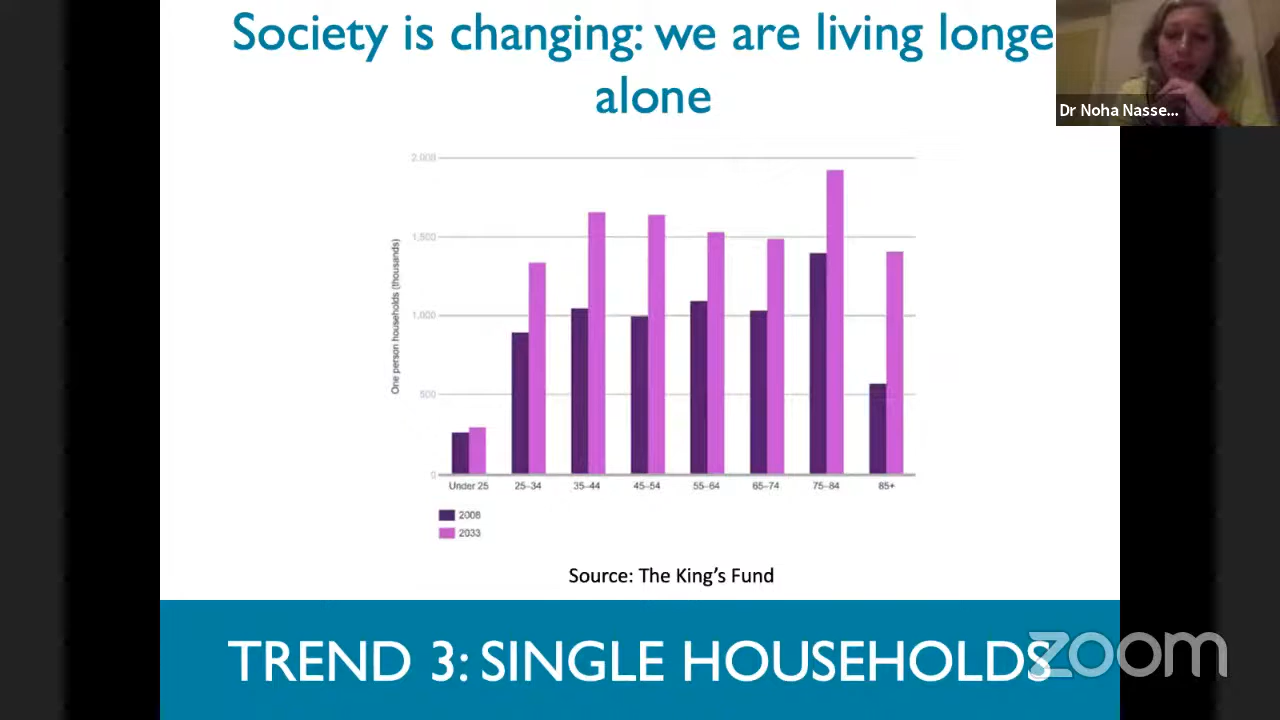 Society is changing: we are living longe
alone
Dr Noha Nasse...
2,008
1,500
1,000
500
0
One person households (thousands)
Under 25
25–34
35–44
45–54
55–64
65–74
75–84
85+
2008
2033
Source: The King's Fund
TREND 3: SINGLE HOUSEHOLDS
zoom